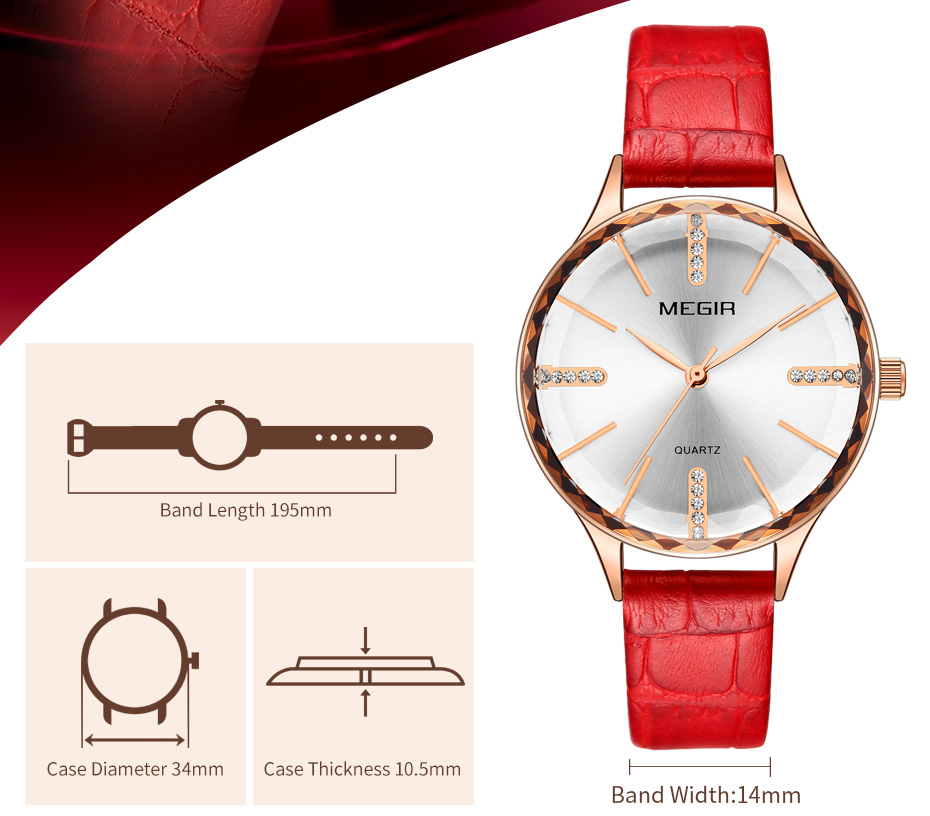 MEGIR
QUARTZ
Band Length 195mm
Case Diameter 34mm
Case Thickness 10.5mm
Band Width:14mm